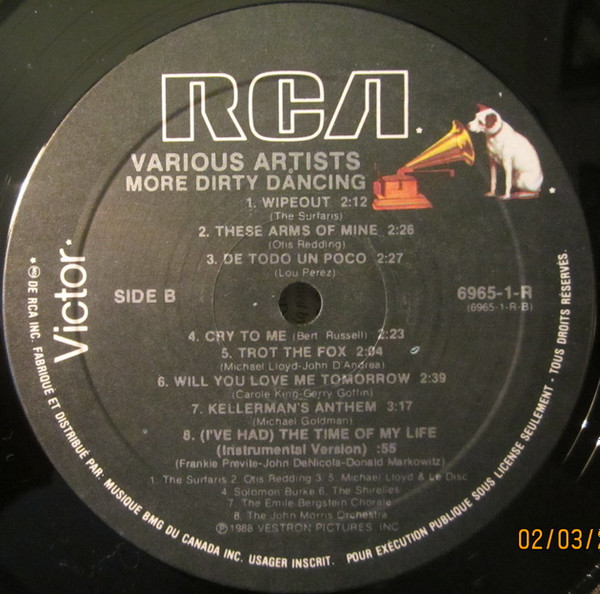 RCA
VARIOUS ARTISTS
MORE DIRTY DANCING
1. WIPEOUT 2:12
(The Surfaris)
2. THESE ARMS OF MINE 2:26
(Otis Redding)
3. DE TODO UN POCO 2:27
(Lou Perez)
Victor
SIDE B
6965-1-R
(6965-1-R-B)
4. CRY TO ME (Bert Russell) 2:23
5. TROT THE FOX 2:04
(Michael Lloyd-John D'Andrea)
6. WILL YOU LOVE ME TOMORROW 2:39
(Carole King-Gerry Goffin)
7. KELLERMAN'S ANTHEM 3:17
(Michael Goldman)
8. (I'VE HAD) THE TIME OF MY LIFE
(Instrumental Version) :55
(Frankie Previte-John DeNicola-Donald Markowitz)
1. The Surfaris 2. Otis Redding 3. 5. Michael Lloyd & Le Disc
4. Solomon Burke 6. The Shirelles
7. The Emile Bergstein Chorale
8. The John Morris Orchestra
℗©1988 VESTRON PICTURES INC
DE RCA INC. FABRIQUÉ ET DISTRIBUÉ PAR: MUSIQUE BMG DU CANADA INC. USAGER INSCRIT. POUR EXÉCUTION PUBLIQUE SOUS LICENSE SEULEMENT - TOUS DROITS RÉSERVÉS.
02/03/